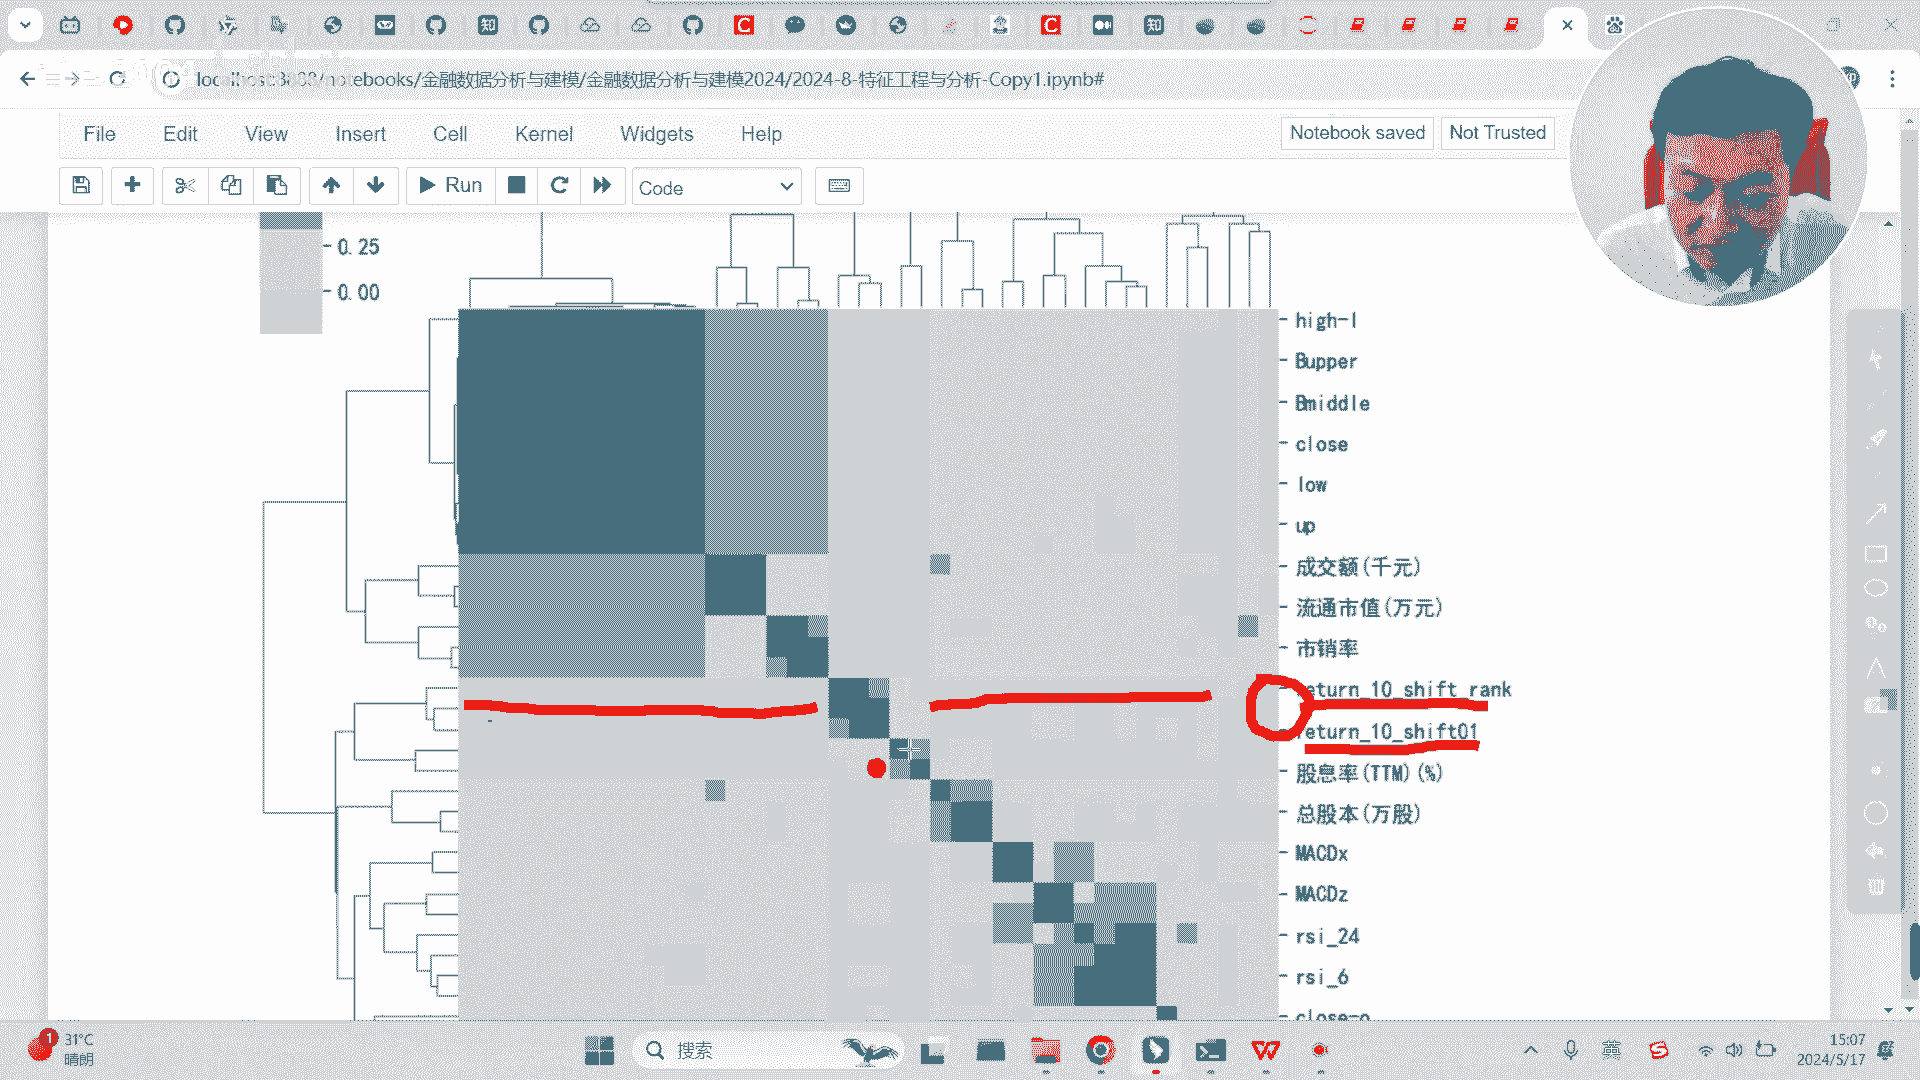 localhost:8888/notebooks/金融数据分析与建模/金融数据分析与建模2024/2024-8-特征工程与分析-Copy1.ipynb#
File Edit View Insert Cell Kernel Widgets Help
Notebook saved Not Trusted
Run Code
0.25
0.00
high-l
Bupper
Bmiddle
close
low
up
成交额(千元)
流通市值(万元)
市销率
return_10_shift_rank
return_10_shift01
股息率(TTM)(%)
总股本(万股)
MACDx
MACDz
rsi_24
rsi_6
close-o
1
31°C
晴朗
搜索
英
15:07
2024/5/17